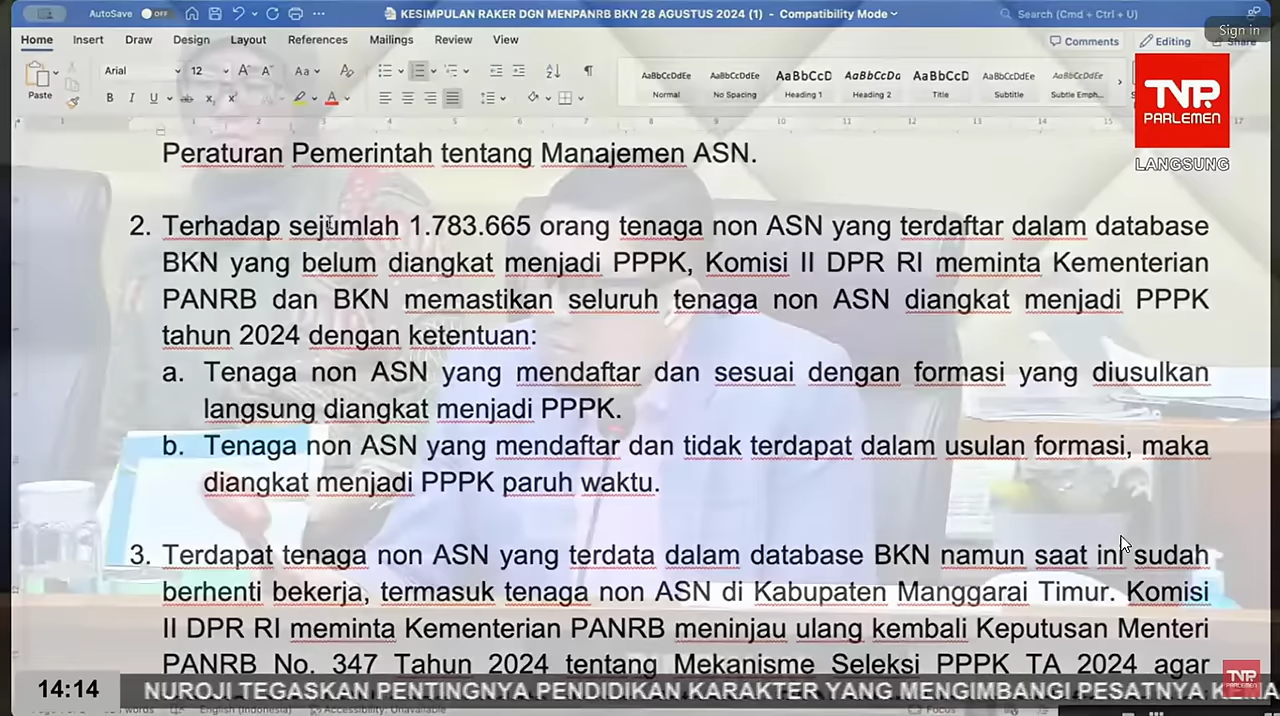 AutoSave OFF
KESIMPULAN RAKER DGN MENPANRB BKN 28 AGUSTUS 2024 (1) - Compatibility Mode
Search (Cmd + Ctrl + U)
Sign in
Home Insert Draw Design Layout References Mailings Review View
Comments Editing Share
Paste
Arial 12
AaBbCcDdEe AaBbCcDdEe AaBbCcD AaBbCcDd AaBbCcD AaBbCcDdEe AaBbCcDdEe
Normal No Spacing Heading 1 Heading 2 Title Subtitle Subtle Emph...
TVP.
PARLEMEN
LANGSUNG
Peraturan Pemerintah tentang Manajemen ASN.
2. Terhadap sejumlah 1.783.665 orang tenaga non ASN yang terdaftar dalam database
BKN yang belum diangkat menjadi PPPK, Komisi II DPR RI meminta Kementerian
PANRB dan BKN memastikan seluruh tenaga non ASN diangkat menjadi PPPK
tahun 2024 dengan ketentuan:
a. Tenaga non ASN yang mendaftar dan sesuai dengan formasi yang diusulkan
langsung diangkat menjadi PPPK.
b. Tenaga non ASN yang mendaftar dan tidak terdapat dalam usulan formasi, maka
diangkat menjadi PPPK paruh waktu.
3. Terdapat tenaga non ASN yang terdata dalam database BKN namun saat ini sudah
berhenti bekerja, termasuk tenaga non ASN di Kabupaten Manggarai Timur. Komisi
II DPR RI meminta Kementerian PANRB meninjau ulang kembali Keputusan Menteri
PANRB No. 347 Tahun 2024 tentang Mekanisme Seleksi PPPK TA 2024 agar
14:14
NUROJI TEGASKAN PENTINGNYA PENDIDIKAN KARAKTER YANG MENGIMBANGI PESATNYA
English (Indonesia) Accessibility: Unavailable
Focus